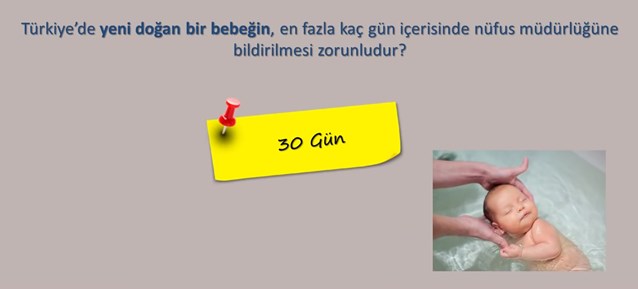 Türkiye’de yeni doğan bir bebeğin, en fazla kaç gün içerisinde nüfus müdürlüğüne
bildirilmesi zorunludur?
30 Gün